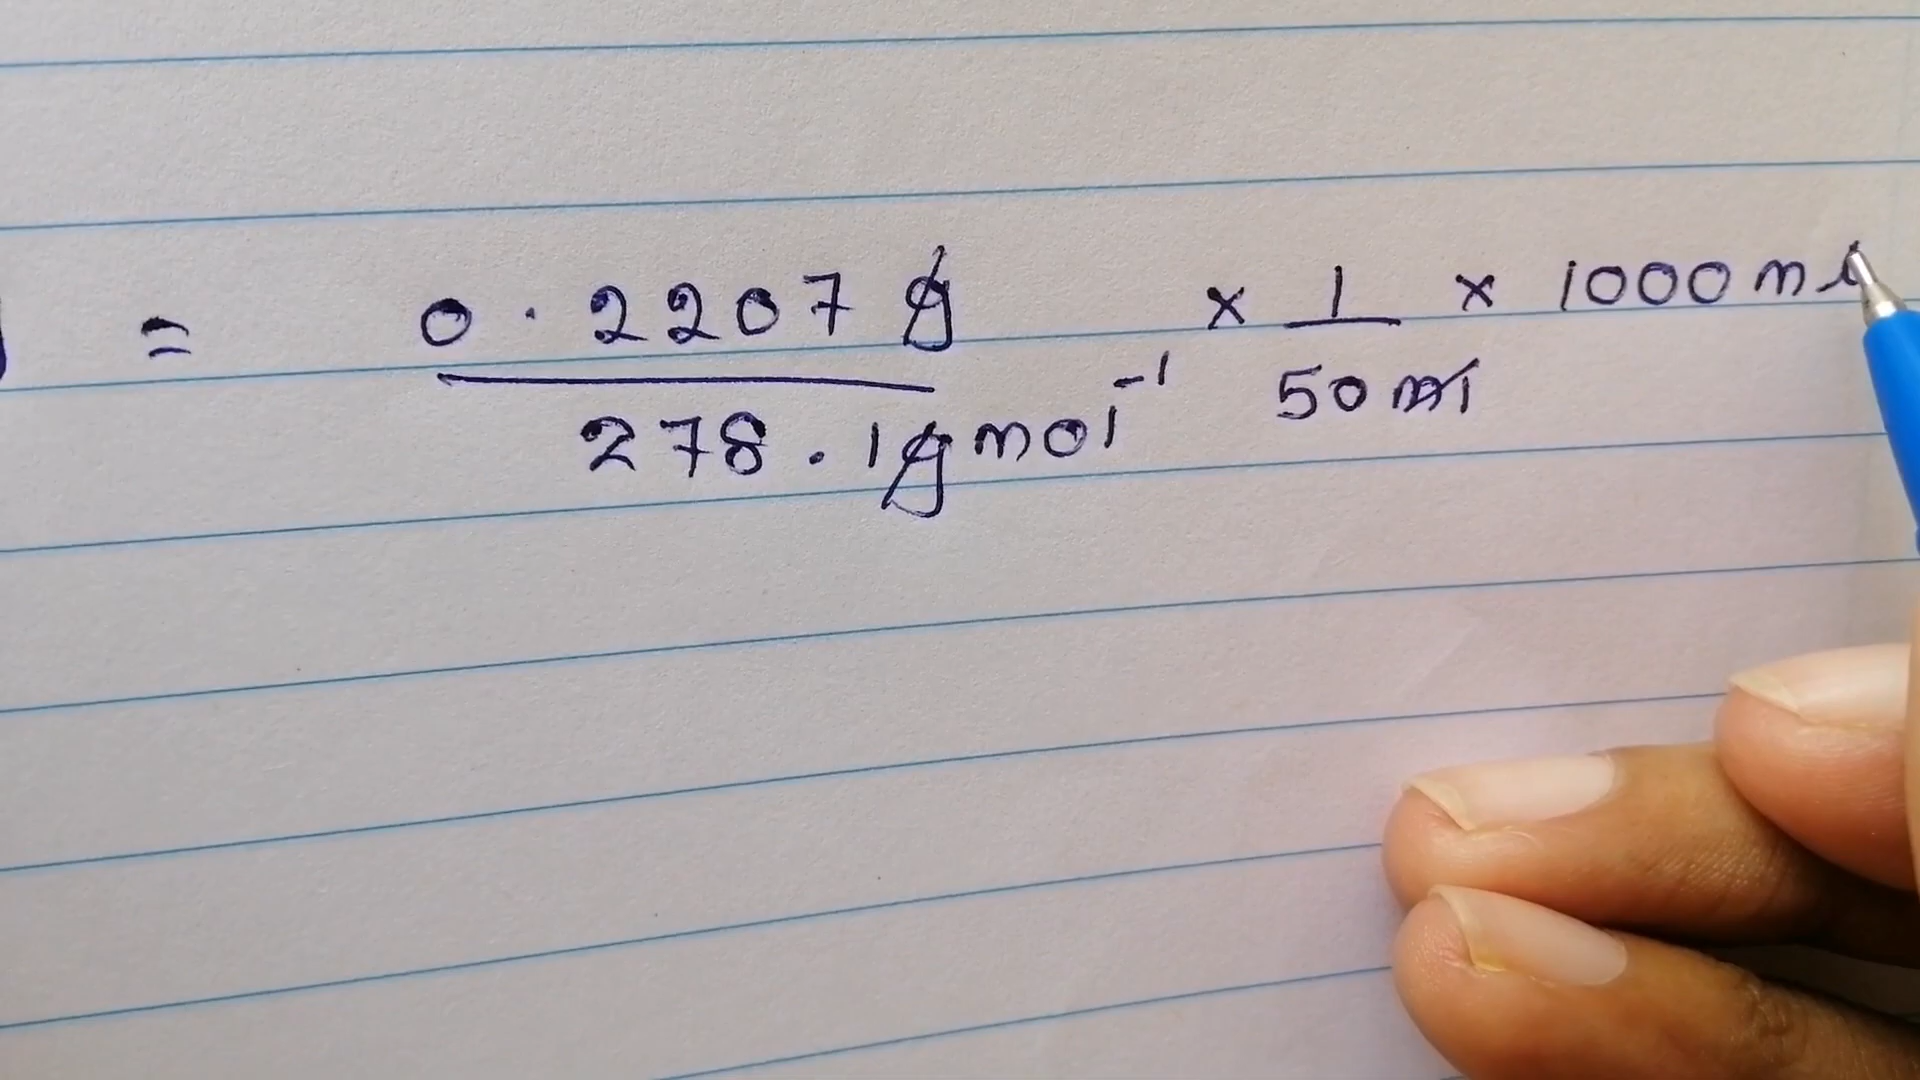 = 0.2207 g × 1 × 1000 ml
278.1 g mol⁻¹ 50 ml